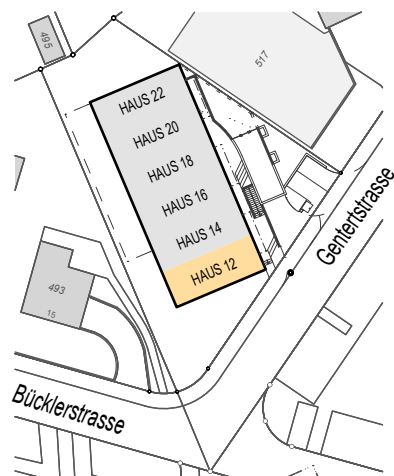 495
517
HAUS 22
HAUS 20
HAUS 18
HAUS 16
HAUS 14
HAUS 12
Gentertstrasse
493
15
Bücklerstrasse